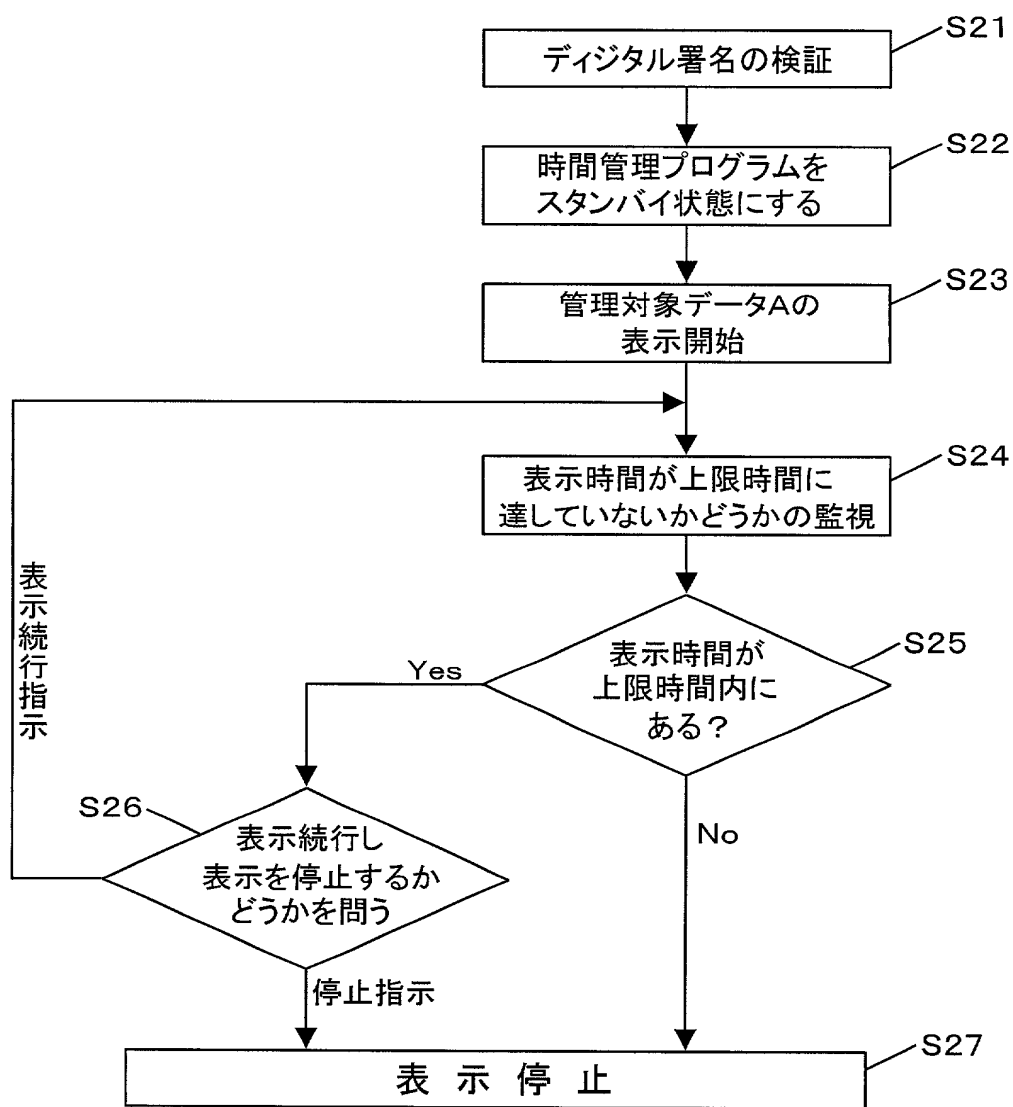 S21
ディジタル署名の検証
S22
時間管理プログラムを
スタンバイ状態にする
S23
管理対象データAの
表示開始
S24
表示時間が上限時間に
達していないかどうかの監視
表示続行指示
S25
表示時間が
上限時間内に
ある?
Yes
S26
表示続行し
表示を停止するか
どうかを問う
No
停止指示
S27
表示停止